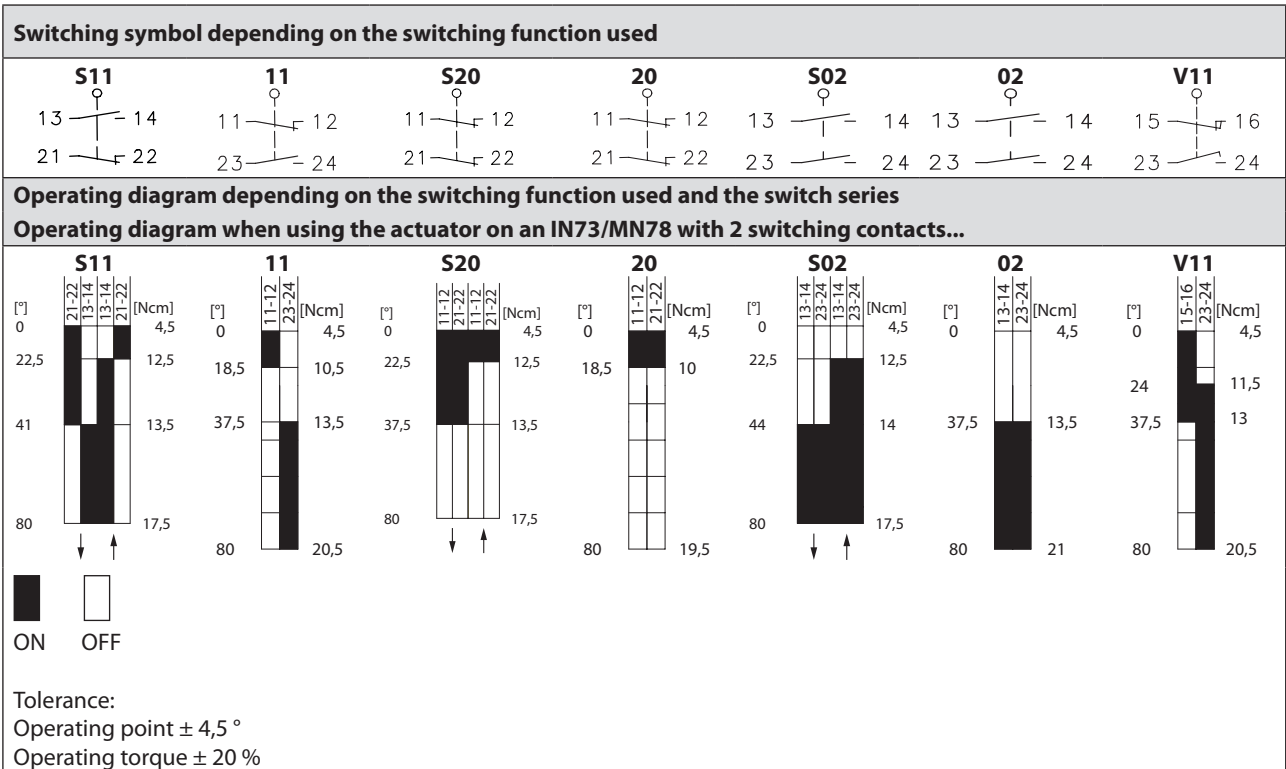 Switching symbol depending on the switching function used
S11 11 S20 20 S02 02 V11
13 14 11 12 11 12 11 12 13 14 13 14 15 16
21 22 23 24 21 22 21 22 23 24 23 24 23 24
Operating diagram depending on the switching function used and the switch series
Operating diagram when using the actuator on an IN73/MN78 with 2 switching contacts...
S11 11 S20 20 S02 02 V11
[°] 21-22 13-14 13-14 21-22 [Ncm] [°] 11-12 23-24 [Ncm] [°] 11-12 21-22 11-12 21-22 [Ncm] [°] 11-12 21-22 [Ncm] [°] 13-14 23-24 13-14 23-24 [Ncm] [°] 13-14 23-24 [Ncm] [°] 15-16 23-24 [Ncm]
0 4,5 0 4,5 0 4,5 0 4,5 0 4,5 0 4,5 0 4,5
22,5 12,5 18,5 10,5 22,5 12,5 18,5 10 22,5 12,5 24 11,5
41 13,5 37,5 13,5 37,5 13,5 44 14 37,5 13,5 37,5 13
80 17,5 80 20,5 80 17,5 80 19,5 80 17,5 80 21 80 20,5
ON OFF
Tolerance:
Operating point ± 4,5 °
Operating torque ± 20 %